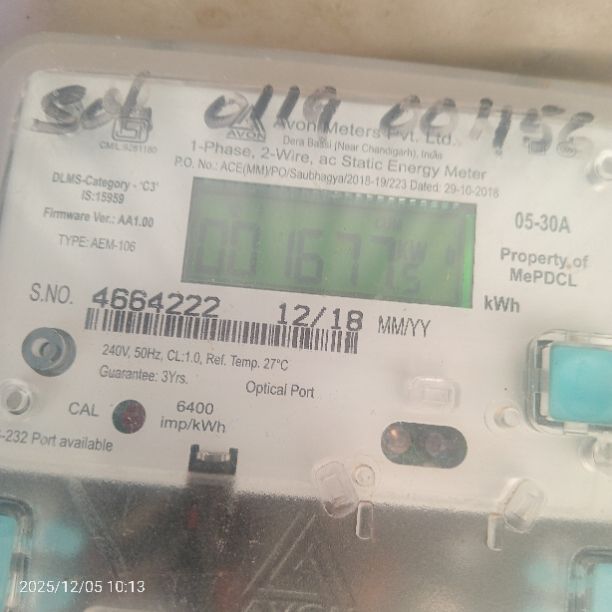 Avon Meters Pvt. Ltd.
Dera Bassi (Near Chandigarh), India
CM/L 9281180
1-Phase, 2-Wire, ac Static Energy Meter
P.O. No.: ACE(MM)/PO/Saubhagya/2018-19/223 Dated: 29-10-2018
DLMS-Category - 'C3'
IS:15959
Firmware Ver.: AA1.00
TYPE: AEM-106
001677
05-30A
Property of
MePDCL
kWh
S.NO. 4664222 12/18 MM/YY
240V, 50Hz, CL:1.0, Ref. Temp. 27°C
Guarantee: 3Yrs.
Optical Port
CAL
6400
imp/kWh
-232 Port available
2025/12/05 10:13